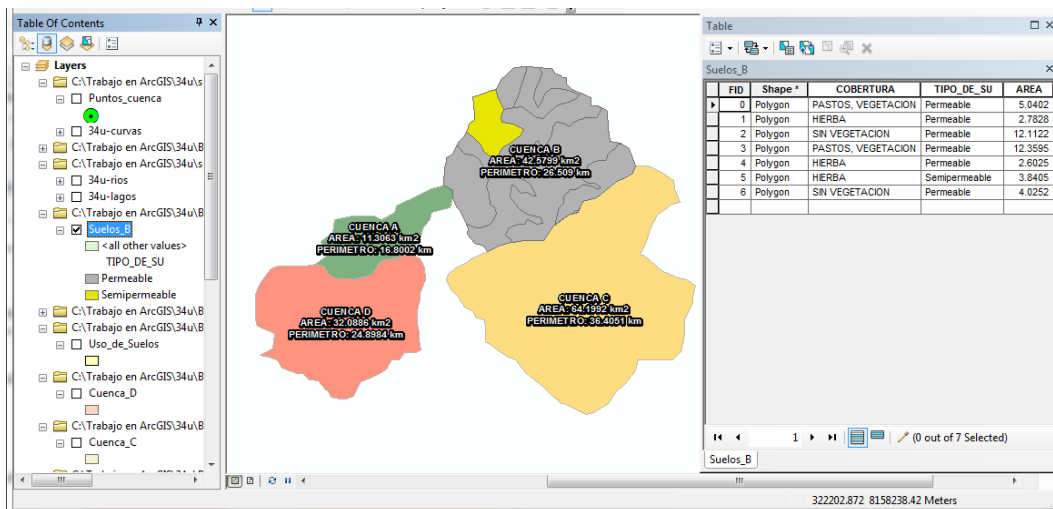 Table Of Contents
Layers
C:\Trabajo en ArcGIS\34u\s
Puntos_cuenca
34u-curvas
C:\Trabajo en ArcGIS\34u\B
C:\Trabajo en ArcGIS\34u\s
34u-rios
34u-lagos
C:\Trabajo en ArcGIS\34u\B
Suelos_B
<all other values>
TIPO_DE_SU
Permeable
Semipermeable
C:\Trabajo en ArcGIS\34u\B
C:\Trabajo en ArcGIS\34u\B
Uso_de_Suelos
C:\Trabajo en ArcGIS\34u\B
Cuenca_D
C:\Trabajo en ArcGIS\34u\B
Cuenca_C
CUENCA B
AREA: 42.5799 km2
PERIMETRO: 26.509 km
CUENCA A
AREA: 11.3063 km2
PERIMETRO: 16.8002 km
CUENCA D
AREA: 32.0886 km2
PERIMETRO: 24.8984 km
CUENCA C
AREA: 64.1992 km2
PERIMETRO: 36.4051 km
Table
Suelos_B
FID Shape * COBERTURA TIPO_DE_SU AREA
0 Polygon PASTOS, VEGETACION Permeable 5.0402
1 Polygon HIERBA Permeable 2.7828
2 Polygon SIN VEGETACION Permeable 12.1122
3 Polygon PASTOS, VEGETACION Permeable 12.3595
4 Polygon HIERBA Permeable 2.6025
5 Polygon HIERBA Semipermeable 3.8405
6 Polygon SIN VEGETACION Permeable 4.0252
1 (0 out of 7 Selected)
Suelos_B
322202.872 8158238.42 Meters